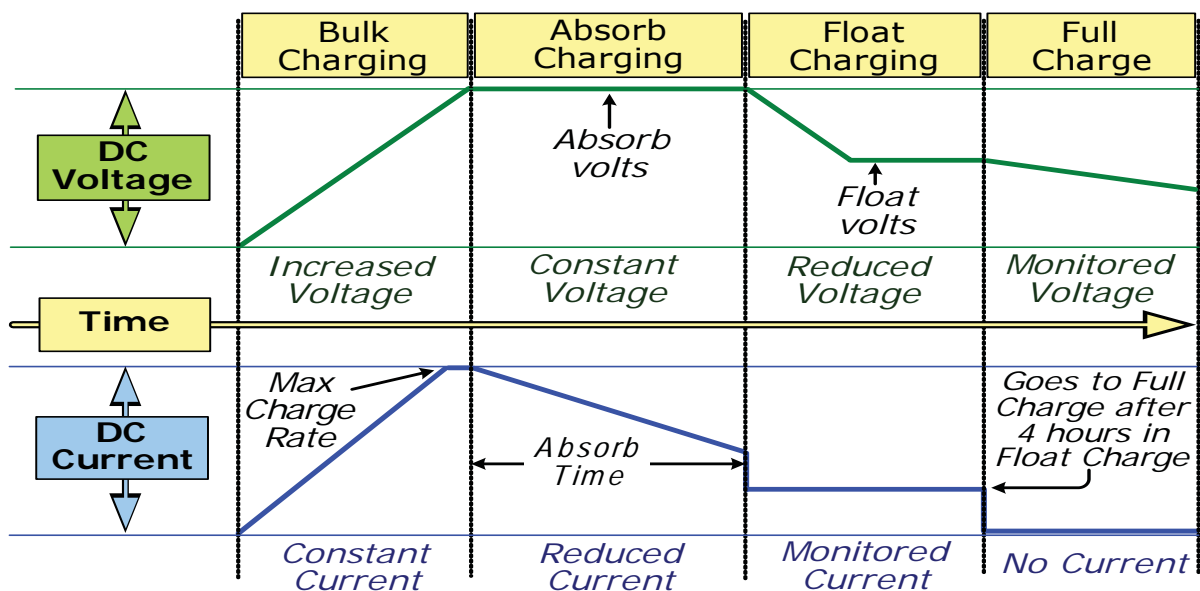 Bulk
Charging
Absorb
Charging
Float
Charging
Full
Charge
DC
Voltage
Absorb
volts
Float
volts
Increased
Voltage
Constant
Voltage
Reduced
Voltage
Monitored
Voltage
Time
DC
Current
Max
Charge
Rate
Absorb
Time
Goes to Full
Charge after
4 hours in
Float Charge
Constant
Current
Reduced
Current
Monitored
Current
No Current